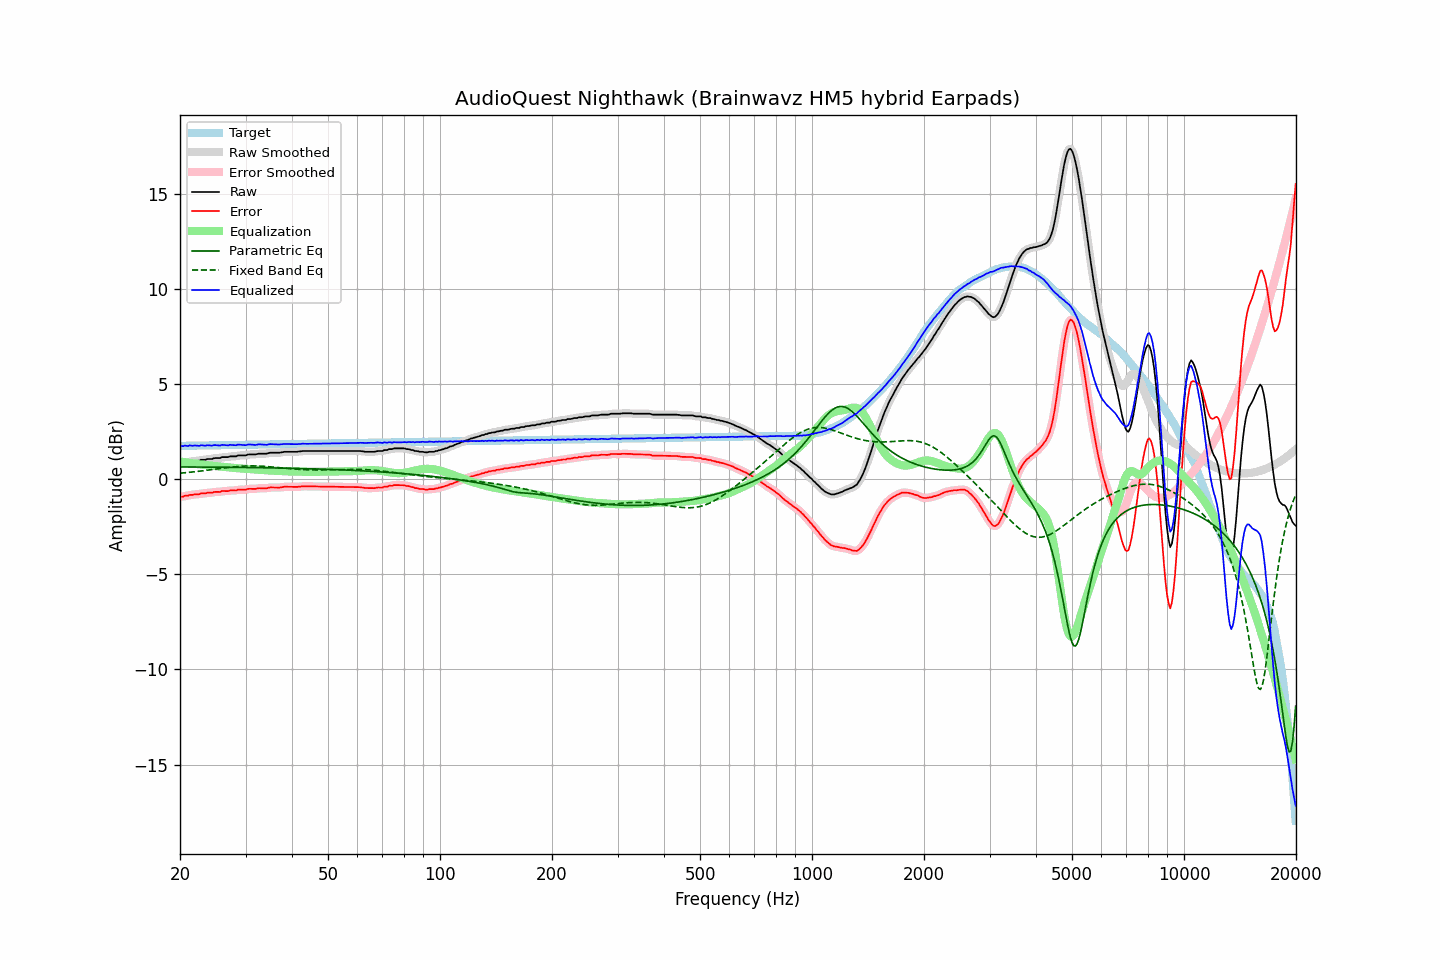 AudioQuest Nighthawk (Brainwavz HM5 hybrid Earpads)
Target
Raw Smoothed
Error Smoothed
Raw
Error
Equalization
Parametric Eq
Fixed Band Eq
Equalized
15
10
5
0
−5
−10
−15
Amplitude (dBr)
20
50
100
200
500
1000
2000
5000
10000
20000
Frequency (Hz)